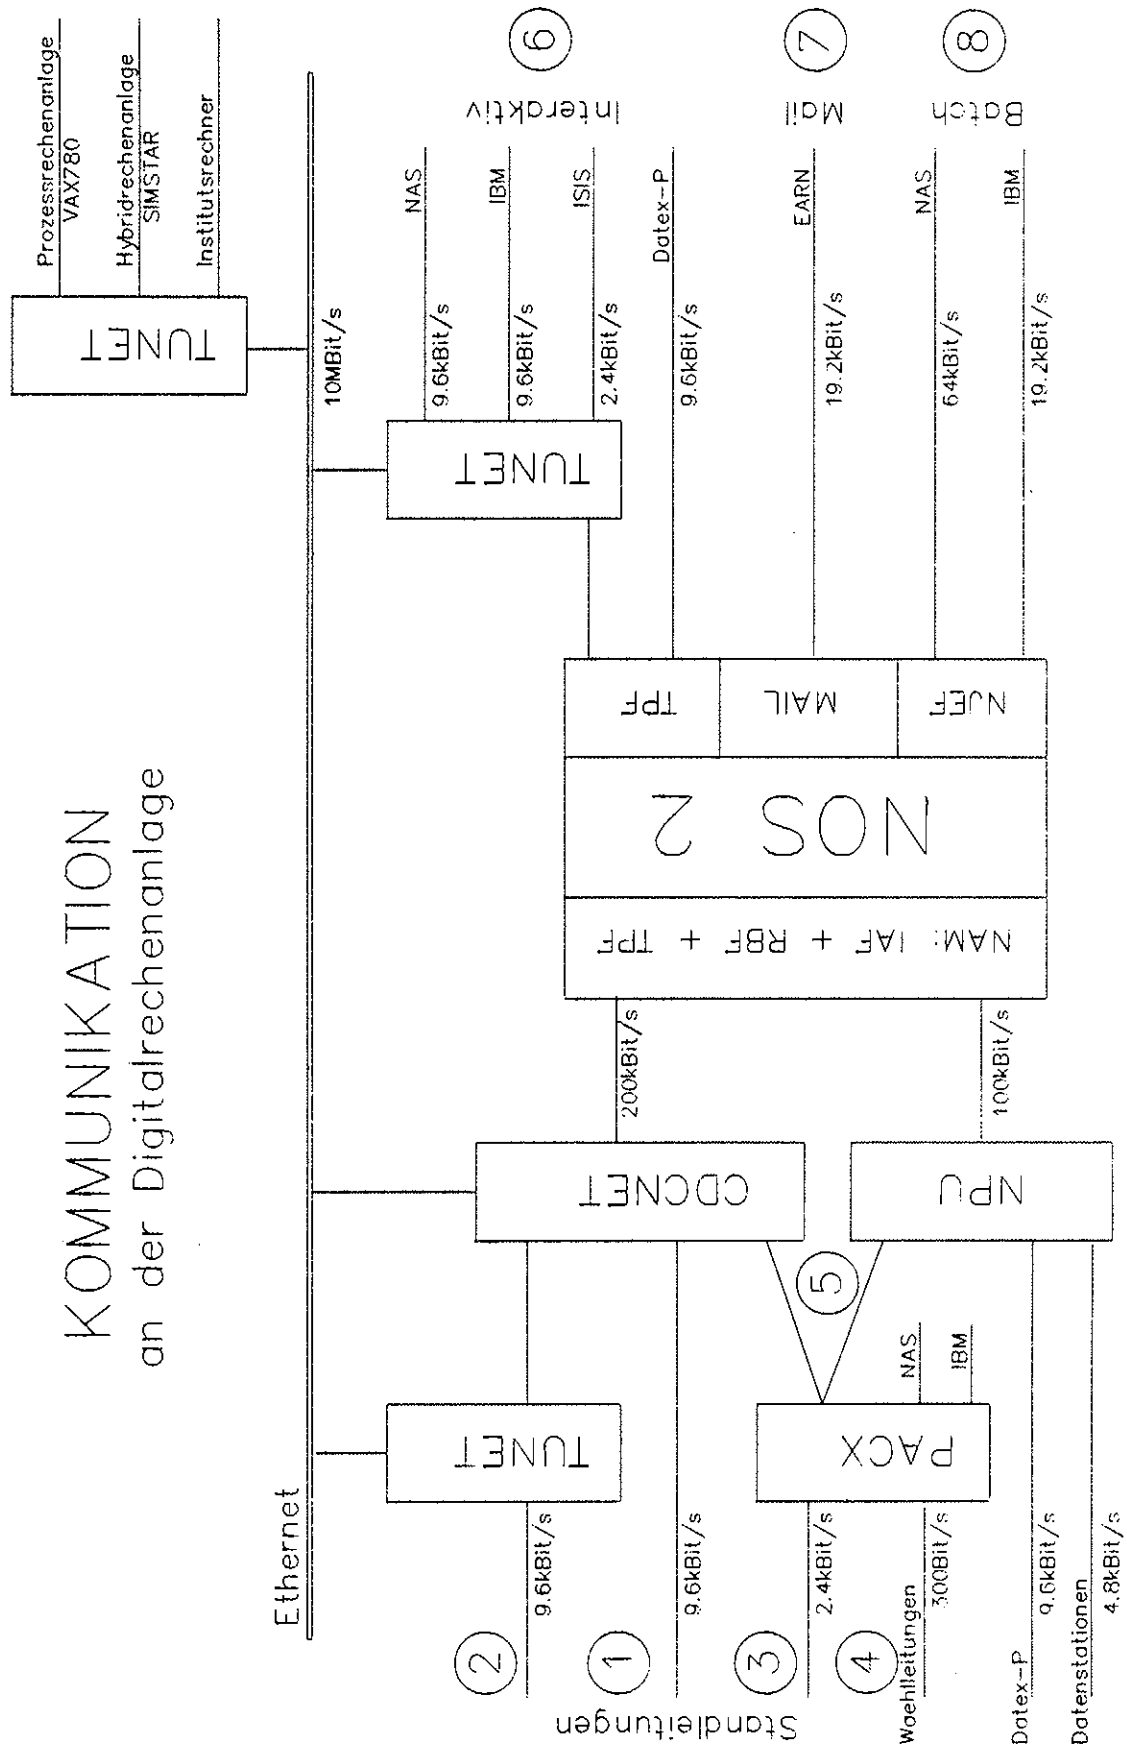 KOMMUNIKATION
an der Digitalrechenanlage
Prozessrechenanlage
VAX780
Hybridrechenanlage
SIMSTAR
Institutsrechner
TUNET
Ethernet
10MBit/s
TUNET
TUNET
NAS
9.6kBit/s
IBM
9.6kBit/s
ISIS
2.4kBit/s
Datex-P
9.6kBit/s
Interaktiv
6
EARN
19.2kBit/s
Mail
7
NAS
64kBit/s
IBM
19.2kBit/s
Batch
8
TPF
MAIL
NJEF
NOS 2
NAM: IAF + RBF + TPF
200kBit/s
100kBit/s
CDCNET
NPU
5
PACX
NAS
IBM
2
9.6kBit/s
1
9.6kBit/s
3
2.4kBit/s
Standleitungen
4
Waehlleitungen
300Bit/s
Datex-P
9.6kBit/s
Datenstationen
4.8kBit/s